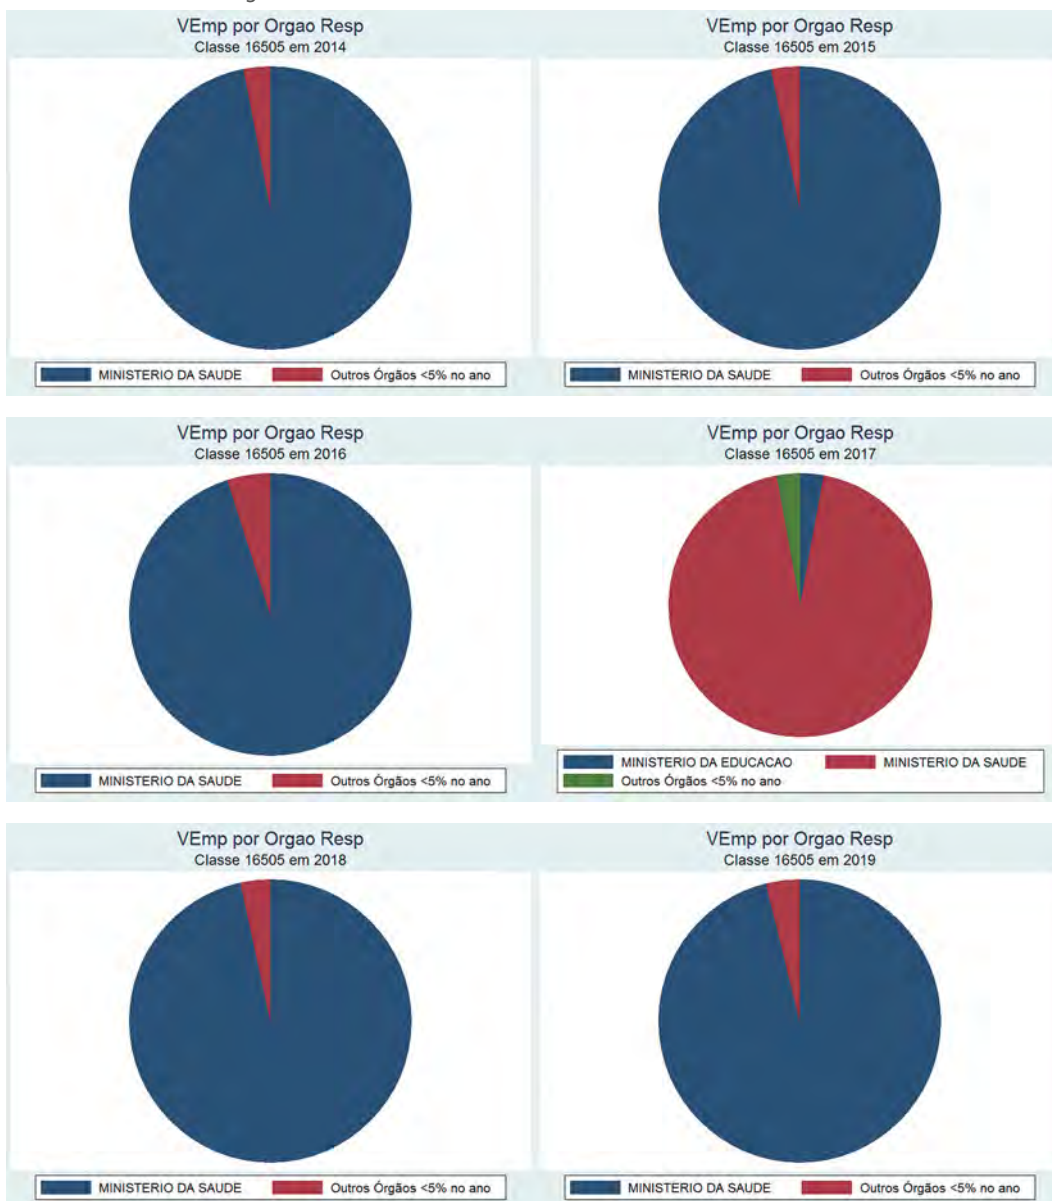 VEmp por Orgao Resp
Classe 16505 em 2014
MINISTERIO DA SAUDE Outros Órgãos <5% no ano
VEmp por Orgao Resp
Classe 16505 em 2015
MINISTERIO DA SAUDE Outros Órgãos <5% no ano
VEmp por Orgao Resp
Classe 16505 em 2016
MINISTERIO DA SAUDE Outros Órgãos <5% no ano
VEmp por Orgao Resp
Classe 16505 em 2017
MINISTERIO DA EDUCACAO MINISTERIO DA SAUDE
Outros Órgãos <5% no ano
VEmp por Orgao Resp
Classe 16505 em 2018
MINISTERIO DA SAUDE Outros Órgãos <5% no ano
VEmp por Orgao Resp
Classe 16505 em 2019
MINISTERIO DA SAUDE Outros Órgãos <5% no ano